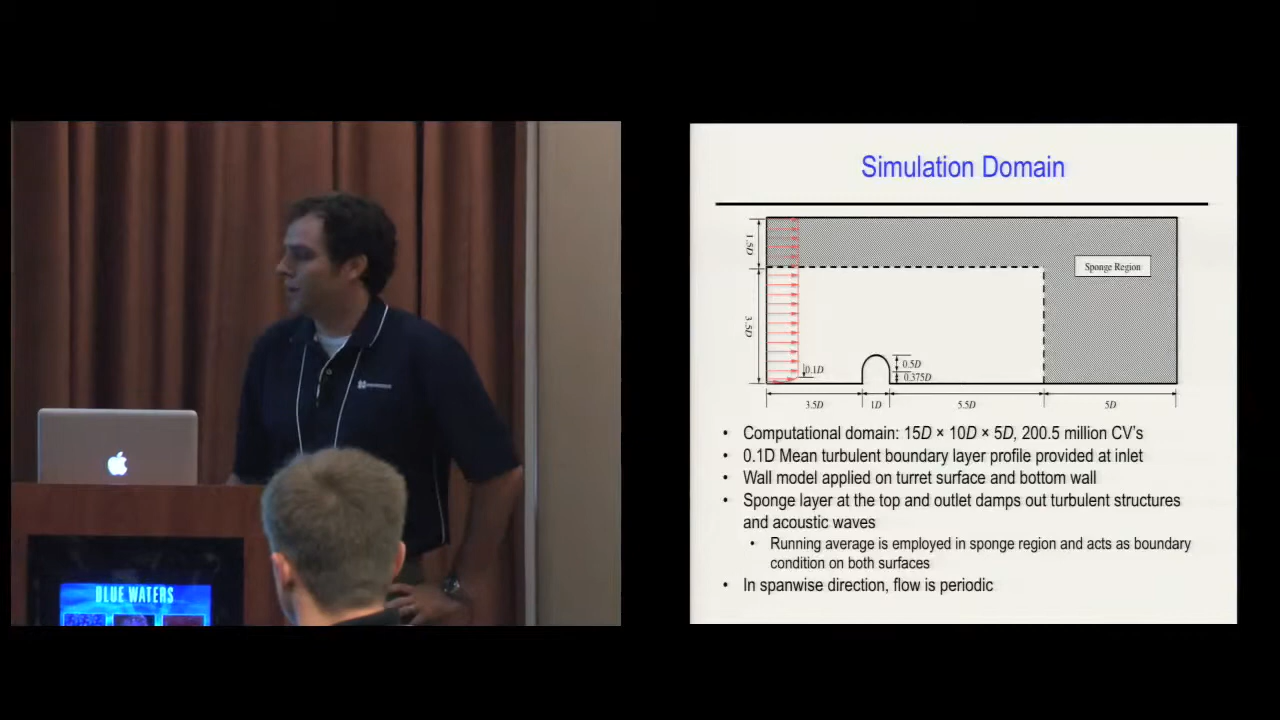 BLUE WATERS
Simulation Domain
1.5D
Sponge Region
3.5D
0.1D
0.5D
0.375D
3.5D
1D
5.5D
5D
• Computational domain: 15D × 10D × 5D, 200.5 million CV's
• 0.1D Mean turbulent boundary layer profile provided at inlet
• Wall model applied on turret surface and bottom wall
• Sponge layer at the top and outlet damps out turbulent structures
and acoustic waves
• Running average is employed in sponge region and acts as boundary
condition on both surfaces
• In spanwise direction, flow is periodic